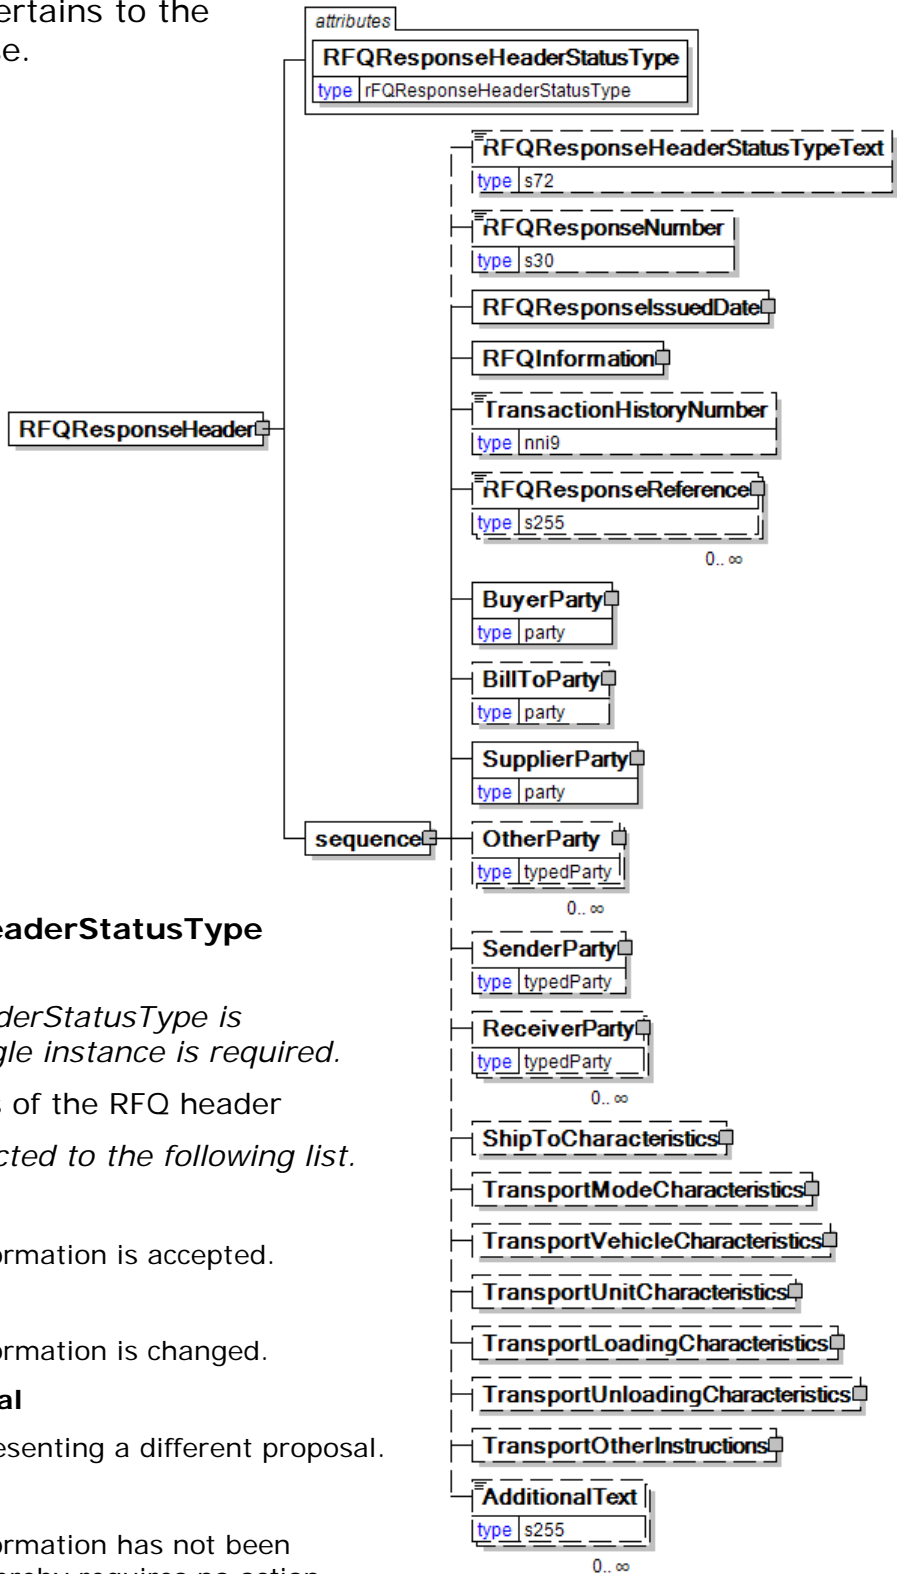 ertains to the
e.
attributes
RFQResponseHeaderStatusType
type rFQResponseHeaderStatusType
RFQResponseHeaderStatusTypeText
type s72
RFQResponseNumber
type s30
RFQResponseIssuedDate
RFQInformation
TransactionHistoryNumber
type nni9
RFQResponseHeader
RFQResponseReference
type s255
0.. ∞
BuyerParty
type party
BillToParty
type party
SupplierParty
type party
sequence
OtherParty
type typedParty
0.. ∞
SenderParty
type typedParty
ReceiverParty
type typedParty
0.. ∞
ShipToCharacteristics
TransportModeCharacteristics
TransportVehicleCharacteristics
TransportUnitCharacteristics
TransportLoadingCharacteristics
TransportUnloadingCharacteristics
TransportOtherInstructions
AdditionalText
type s255
0.. ∞
eaderStatusType
derStatusType is
gle instance is required.
s of the RFQ header
cted to the following list.
ormation is accepted.
ormation is changed.
al
esenting a different proposal.
ormation has not been
ereby requires no action